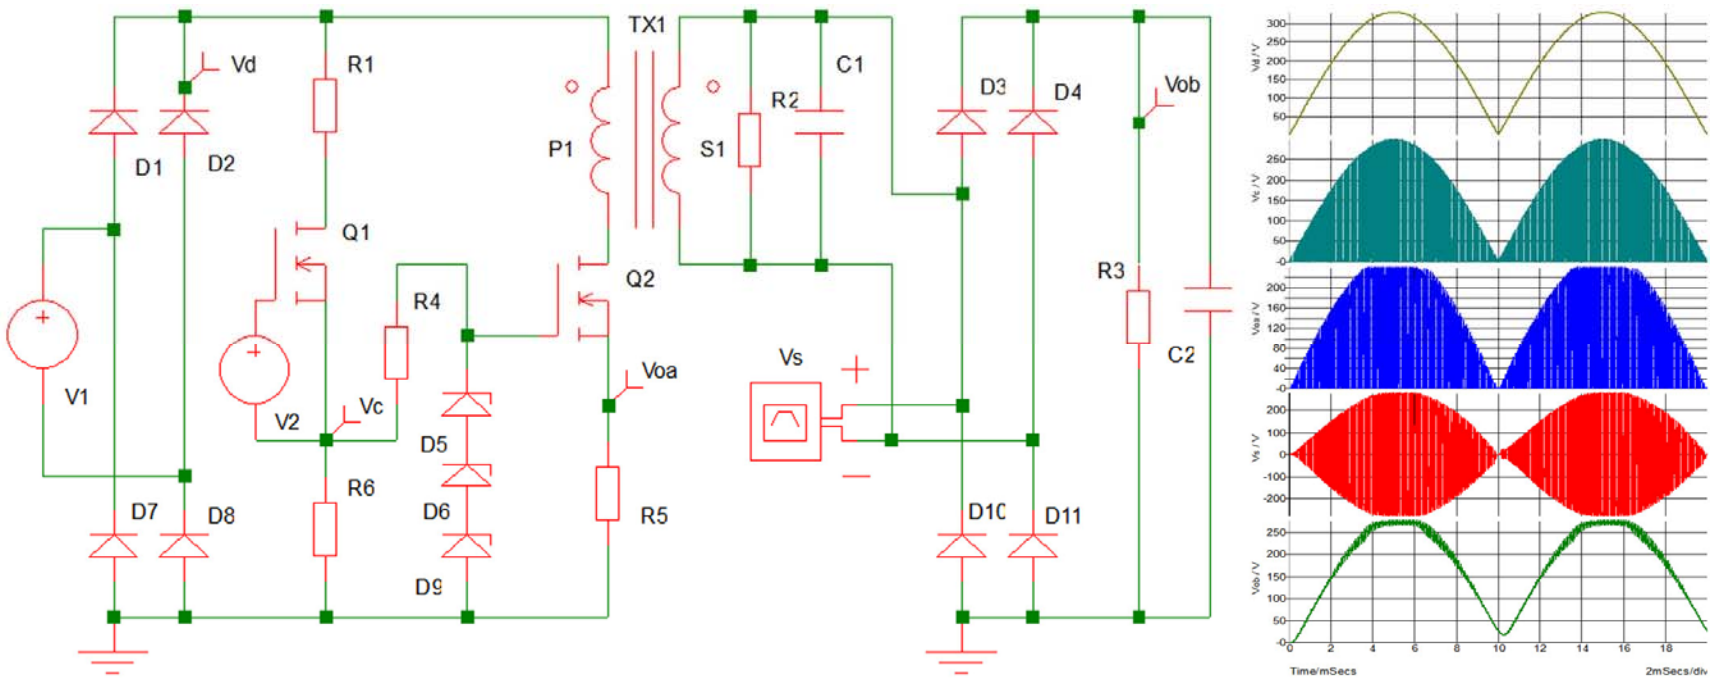 TX1
Vd
R1
C1
D3
D4
Vob
R2
P1
S1
D1
D2
Q1
Q2
R3
R4
Voa
Vs
C2
V1
V2
Vc
D5
R6
D7
D8
D6
R5
D10
D11
D9
+
+
+
−
300
250
200
150
100
50
Vd / V
250
200
150
100
50
-0
Vc / V
200
160
120
80
40
-0
Voa / V
200
100
0
-100
-200
Vs / V
250
200
150
100
50
-0
Vob / V
0 2 4 6 8 10 12 14 16 18
Time/mSecs 2mSecs/div